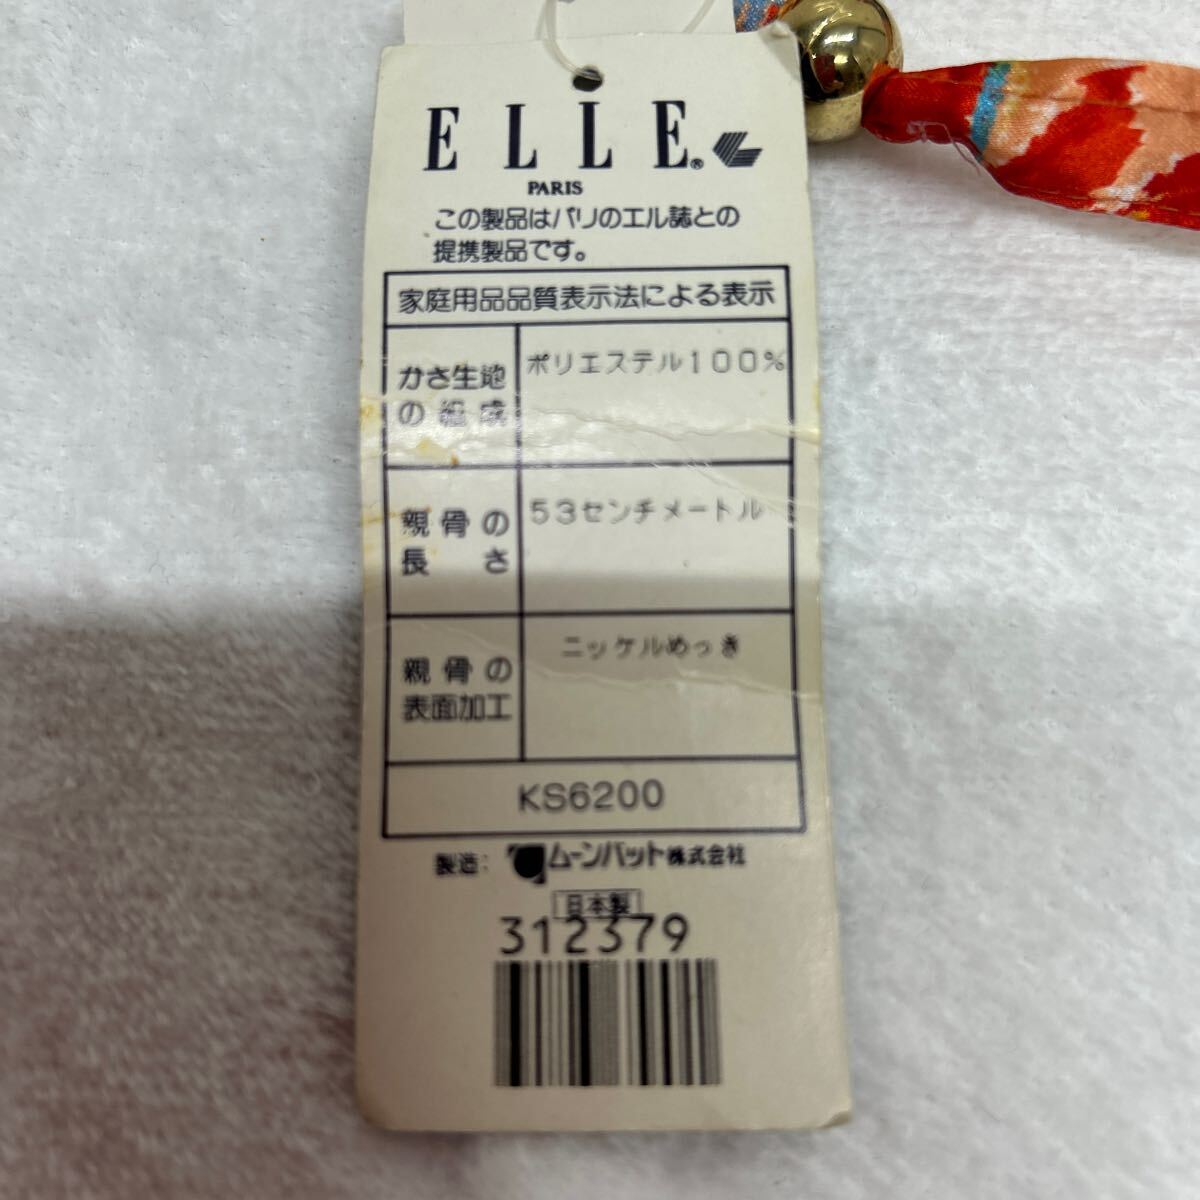 ELLE®
PARIS
この製品はパリのエル誌との
提携製品です。
家庭用品品質表示法による表示
かさ生地
の組成
ポリエステル100%
親骨の
長さ
53センチメートル
親骨の
表面加工
ニッケルめっき
KS6200
製造：ムーンバット株式会社
日本製
312379